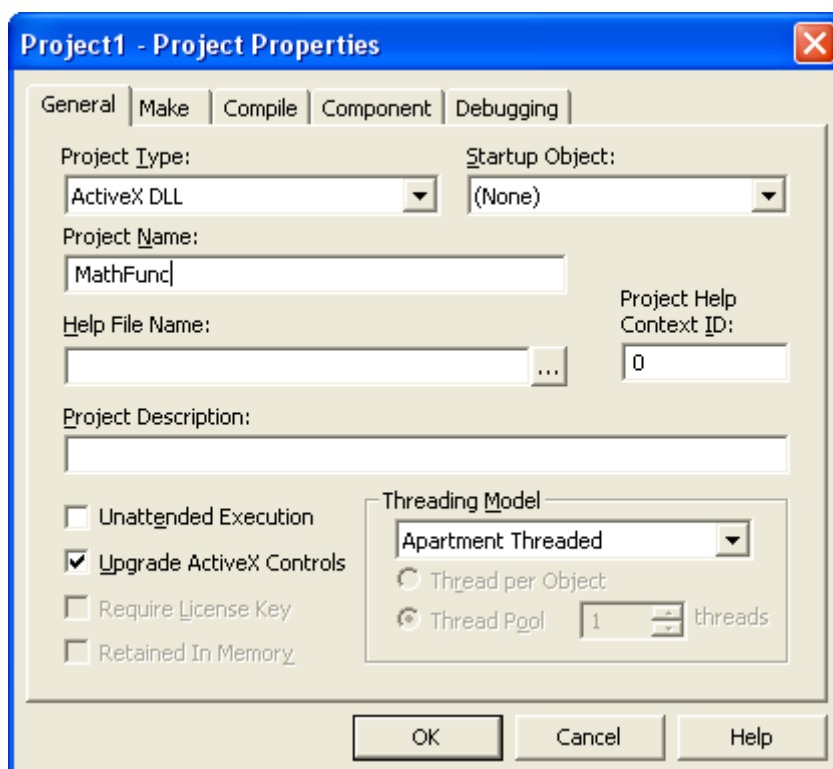 Project1 - Project Properties
General Make Compile Component Debugging
Project Type: Startup Object:
ActiveX DLL (None)
Project Name:
MathFunc
Project Help
Context ID:
Help File Name:
... 0
Project Description:
Unattended Execution
Threading Model
Apartment Threaded
Upgrade ActiveX Controls
Thread per Object
Require License Key
Thread Pool 1 threads
Retained In Memory
OK Cancel Help